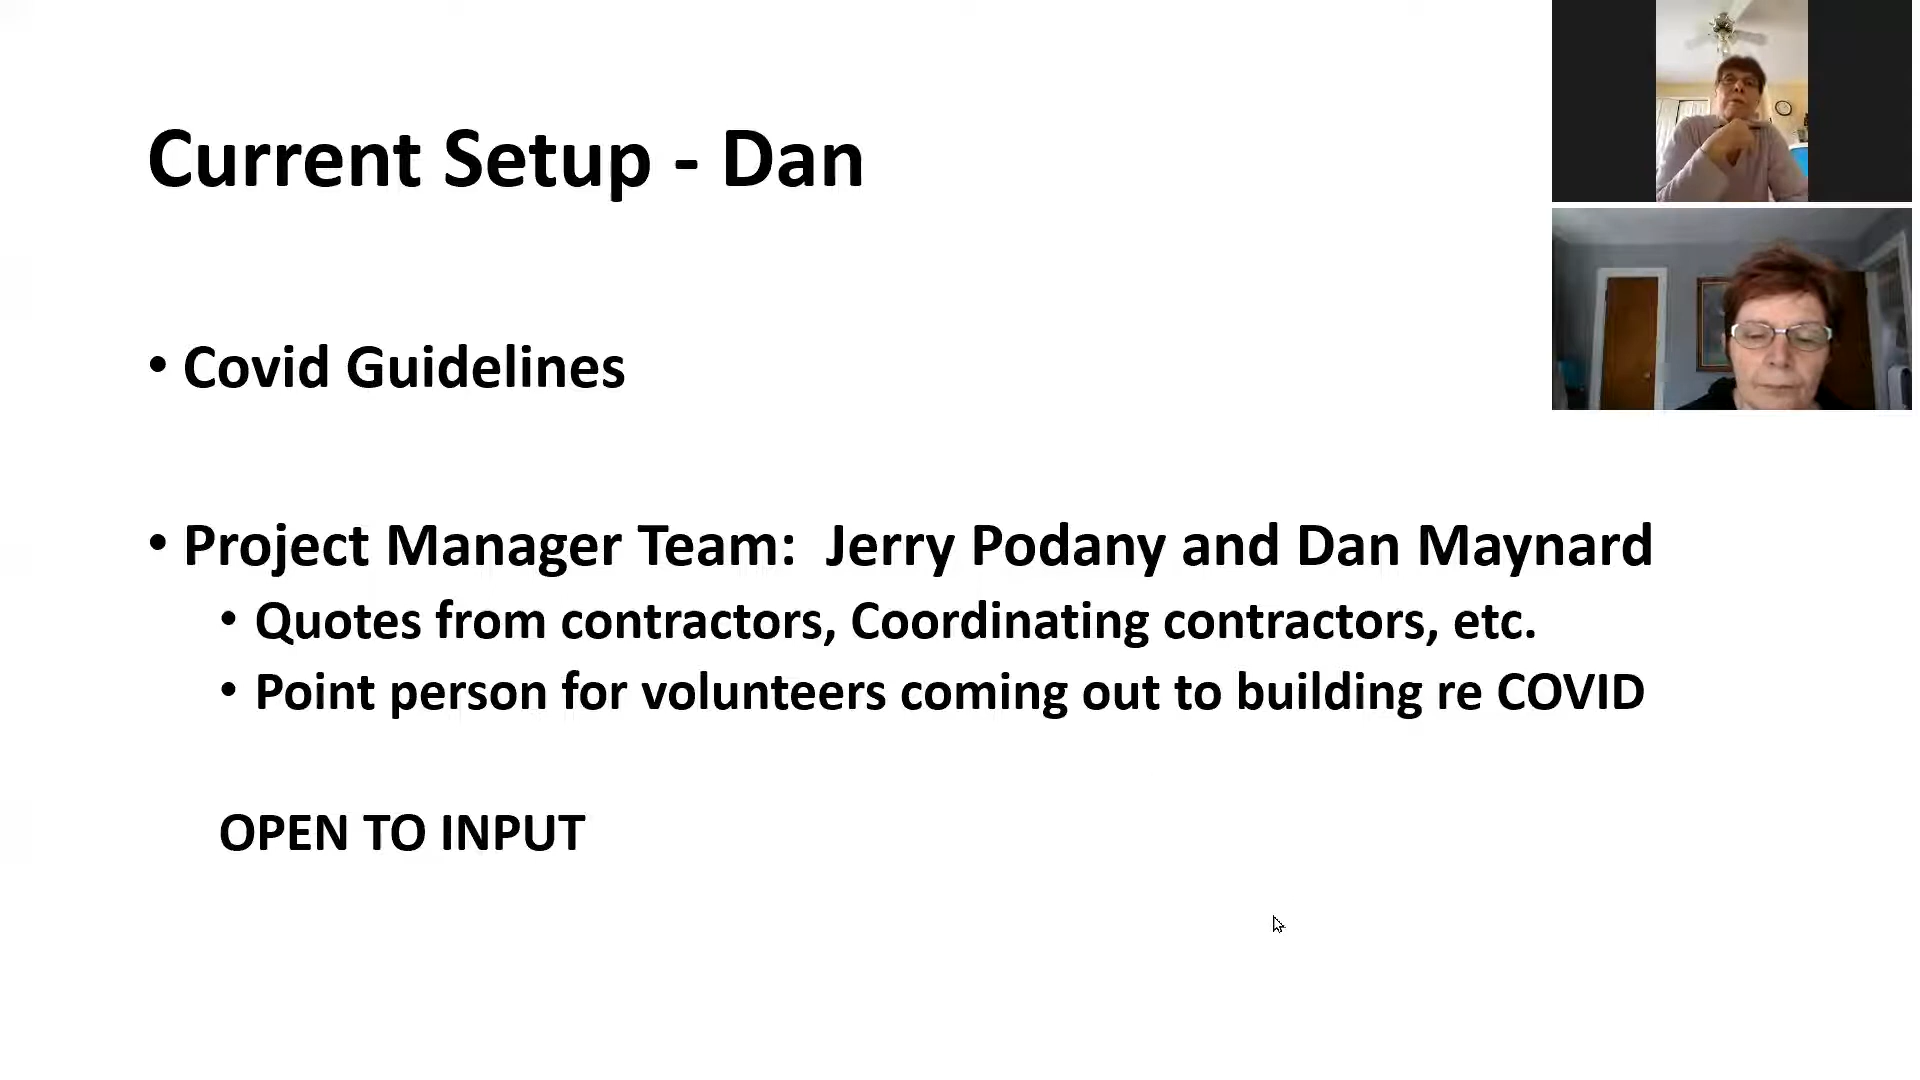 Current Setup - Dan
• Covid Guidelines
• Project Manager Team:  Jerry Podany and Dan Maynard
• Quotes from contractors, Coordinating contractors, etc.
• Point person for volunteers coming out to building re COVID
OPEN TO INPUT